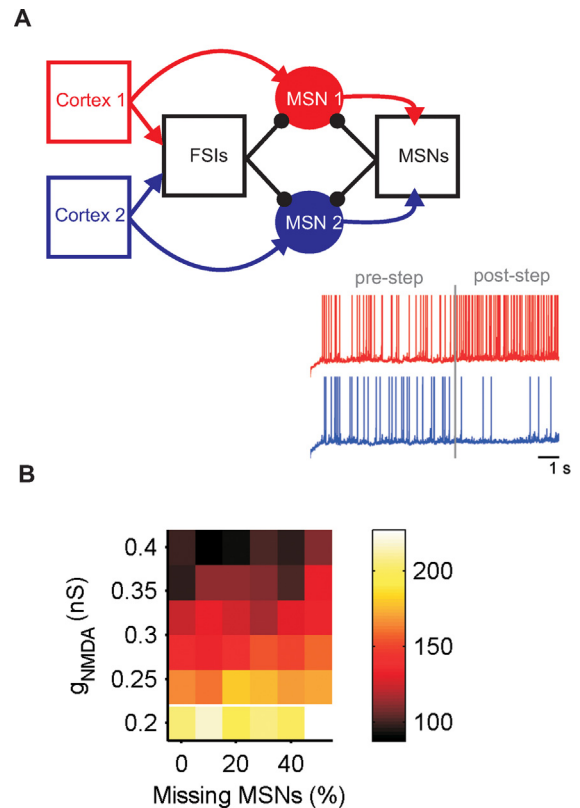 A
Cortex 1
MSN 1
FSIs
MSNs
Cortex 2
MSN 2
pre-step
post-step
1 s
B
0.4
0.35
0.3
0.25
0.2
gNMDA (nS)
0
20
40
Missing MSNs (%)
200
150
100